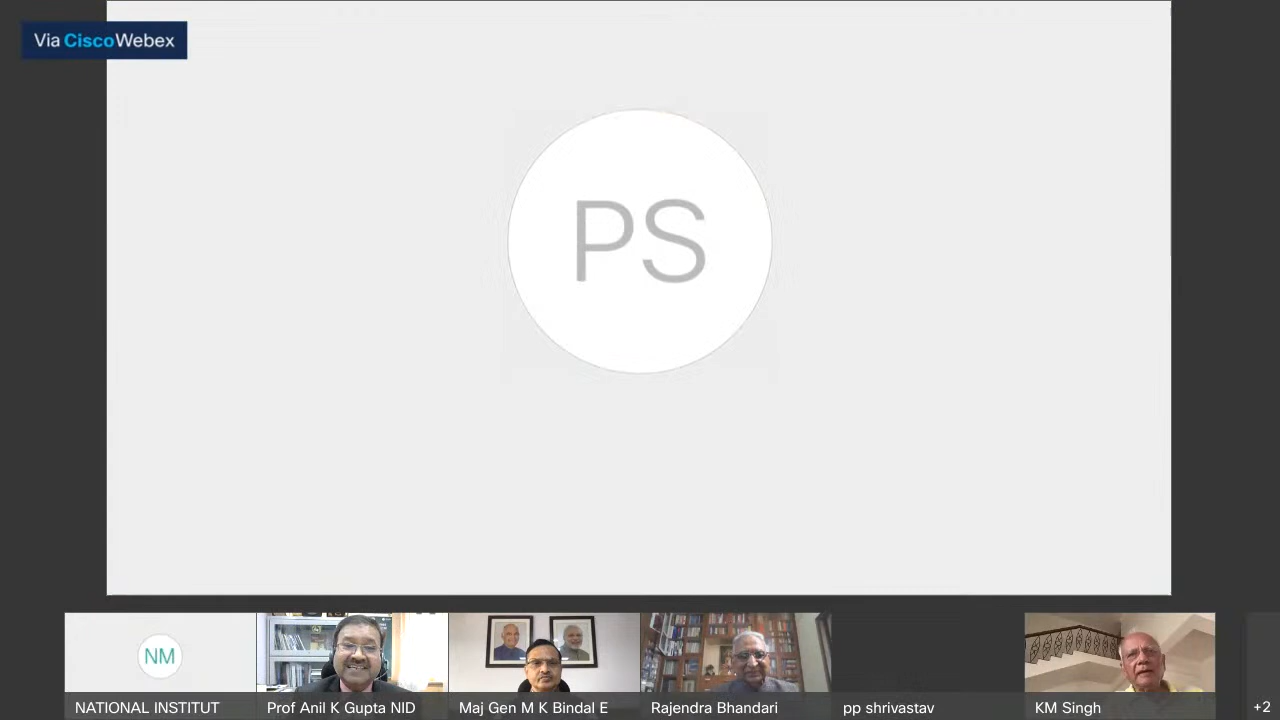 Via CiscoWebex
PS
NM
NATIONAL INSTITUT
Prof Anil K Gupta NID
Maj Gen M K Bindal E
Rajendra Bhandari
pp shrivastav
KM Singh
+2